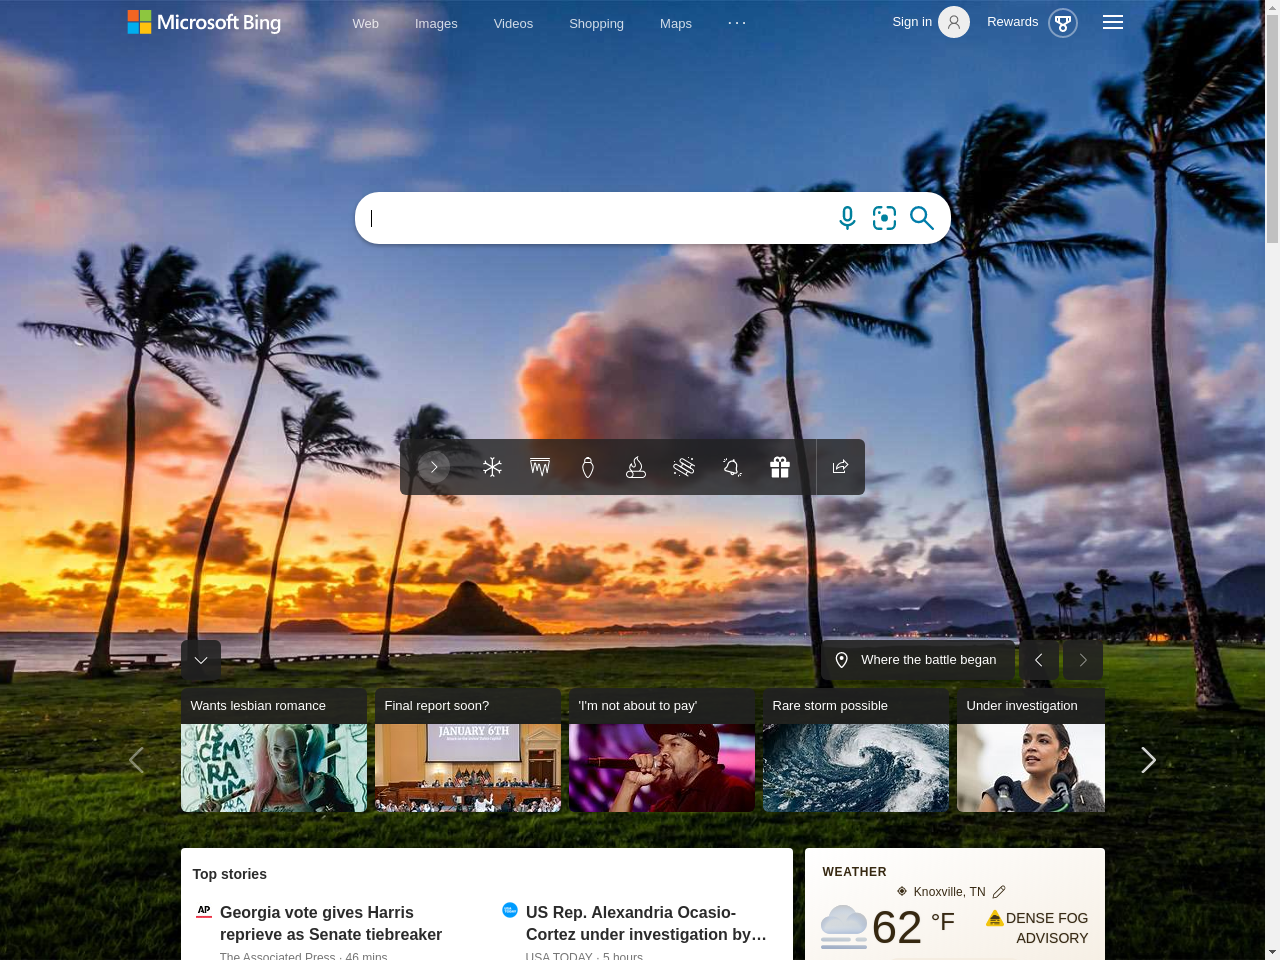 Microsoft Bing
Web Images Videos Shopping Maps ...
Sign in Rewards
Where the battle began
Wants lesbian romance
Final report soon?
'I'm not about to pay'
Rare storm possible
Under investigation
JANUARY 6TH
Top stories
AP
Georgia vote gives Harris
reprieve as Senate tiebreaker
The Associated Press · 46 mins
USA TODAY
US Rep. Alexandria Ocasio-
Cortez under investigation by...
USA TODAY · 5 hours
WEATHER
Knoxville, TN
62 °F
DENSE FOG
ADVISORY